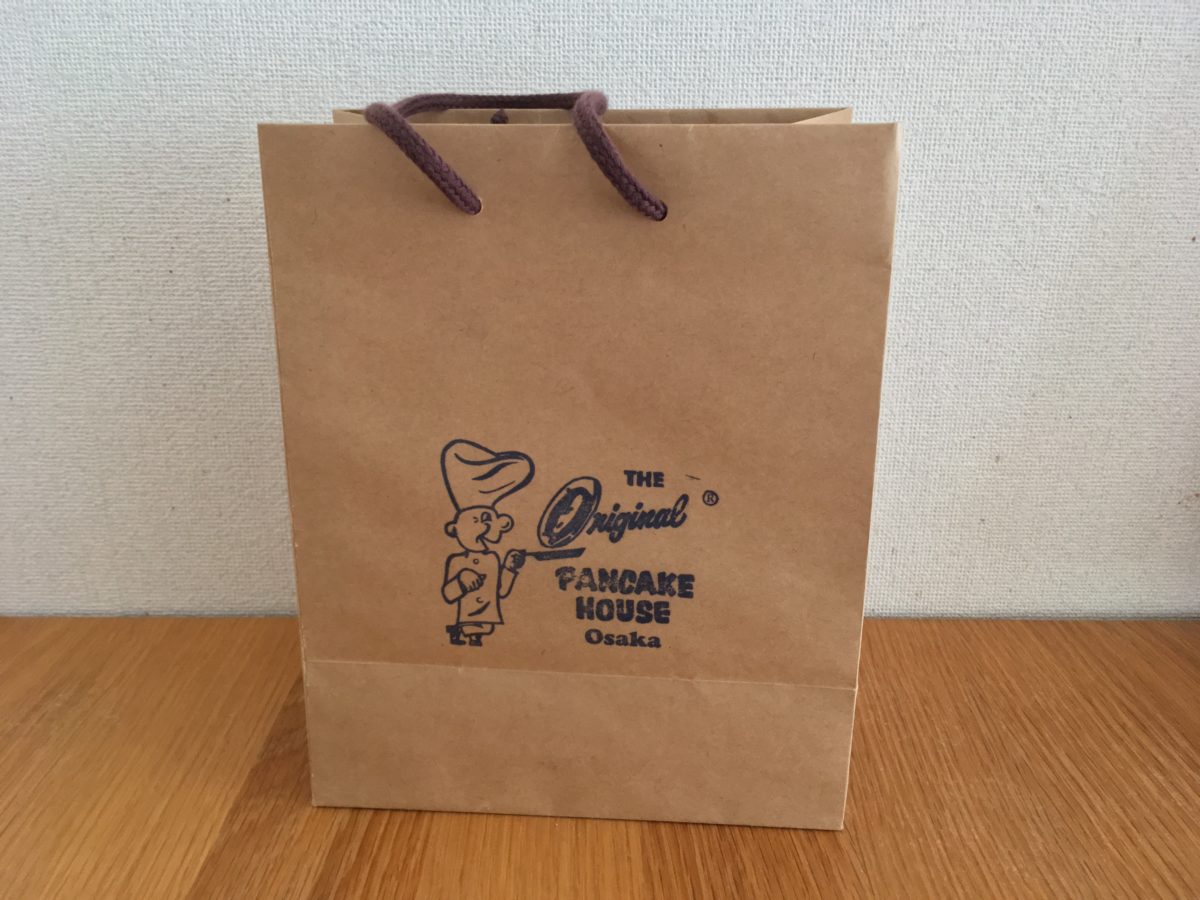 THE
Original ®
PANCAKE
HOUSE
Osaka